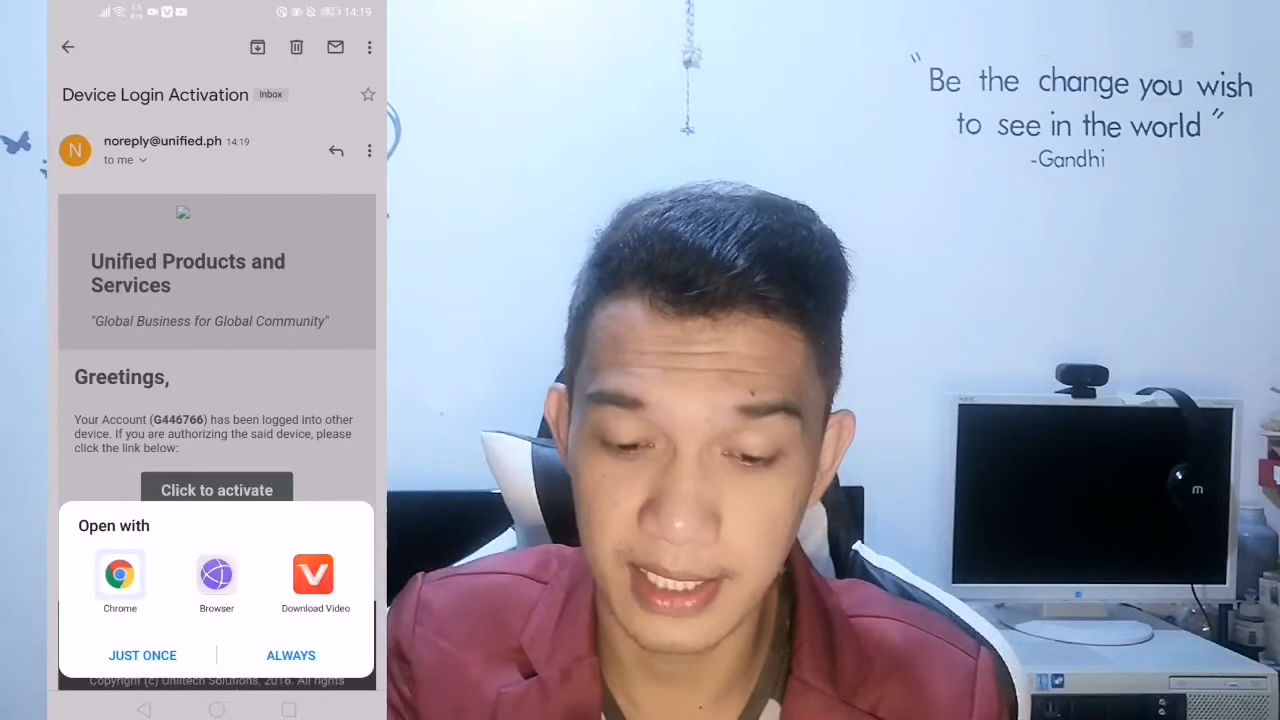 14:19
Device Login Activation Inbox
N noreply@unified.ph 14:19
to me
Unified Products and
Services
"Global Business for Global Community"
Greetings,
Your Account (G446766) has been logged into other
device. If you are authorizing the said device, please
click the link below:
Click to activate
Open with
Chrome
Browser
Download Video
JUST ONCE
ALWAYS
Copyright (c) Unitech Solutions, 2016. All rights
"Be the change you wish
to see in the world"
-Gandhi
NEC
m